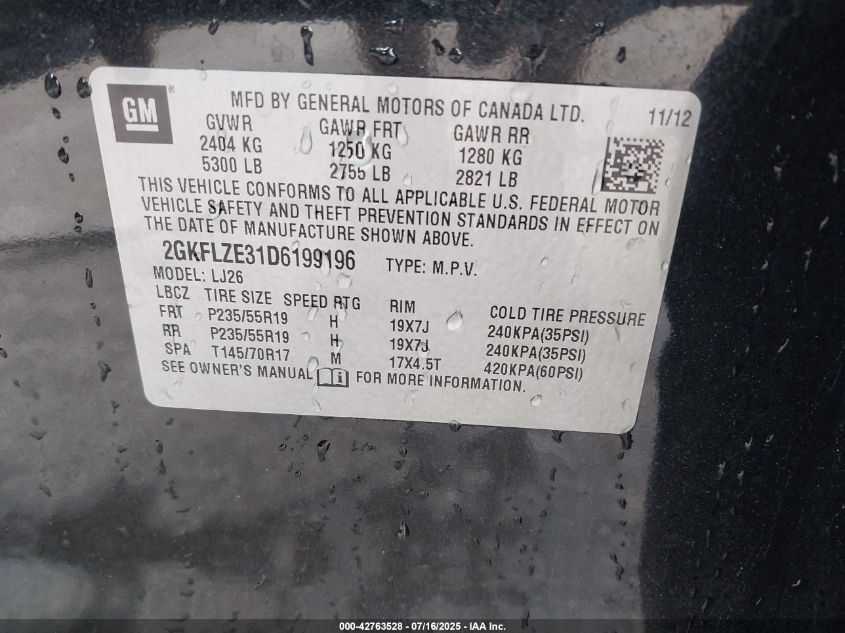 GM
MFD BY GENERAL MOTORS OF CANADA LTD. 11/12
GVWR GAWR FRT GAWR RR
2404 KG 1250 KG 1280 KG
5300 LB 2755 LB 2821 LB
THIS VEHICLE CONFORMS TO ALL APPLICABLE U.S. FEDERAL MOTOR
VEHICLE SAFETY AND THEFT PREVENTION STANDARDS IN EFFECT ON
THE DATE OF MANUFACTURE SHOWN ABOVE.
2GKFLZE31D6199196 TYPE: M.P.V.
MODEL: LJ26
LBCZ TIRE SIZE SPEED RTG RIM COLD TIRE PRESSURE
FRT P235/55R19 H 19X7J 240KPA(35PSI)
RR P235/55R19 H 19X7J 240KPA(35PSI)
SPA T145/70R17 M 17X4.5T 420KPA(60PSI)
SEE OWNER'S MANUAL FOR MORE INFORMATION.
000-42763528 - 07/16/2025 - IAA Inc.